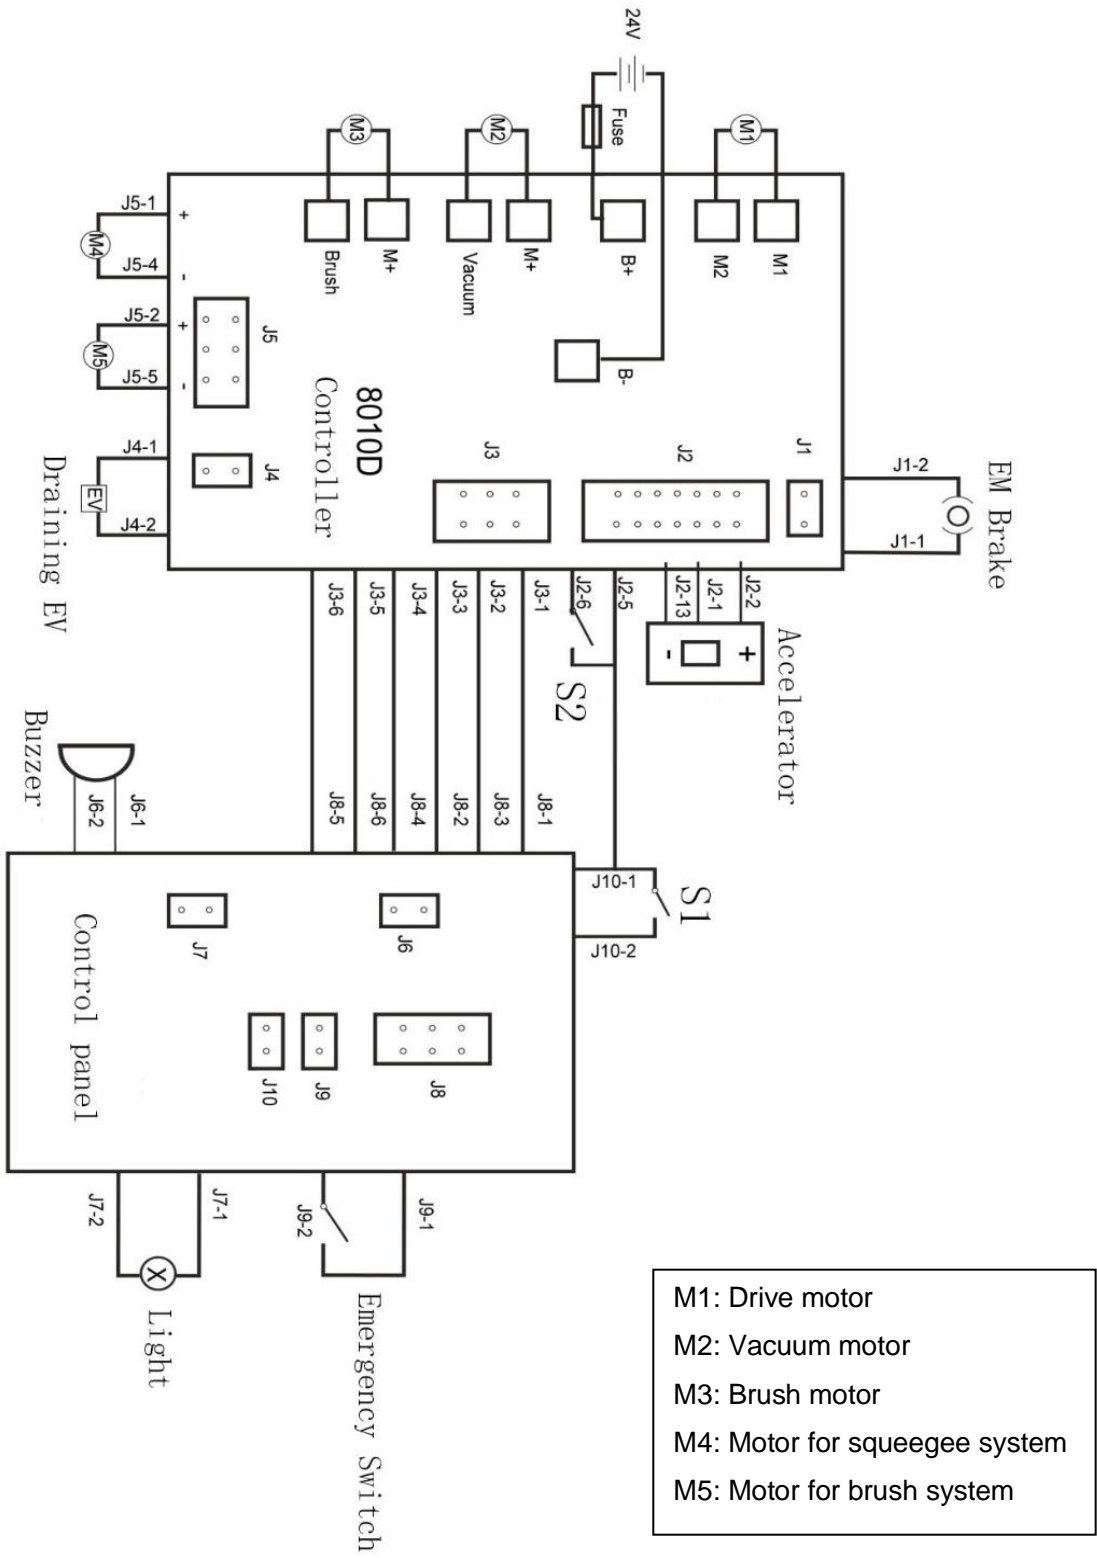 24V
Fuse
M3
M2
M1
J5-1
+
M4
J5-4
-
J5-2
+
M5
J5-5
-
J4-1
EV
J4-2
Draining EV
Brush
M+
Vacuum
M+
B+
M2
M1
B-
J5
J4
8010D
Controller
J3
J2
J1
J1-2
J1-1
EM Brake
J3-6
J3-5
J3-4
J3-3
J3-2
J3-1
J2-6
J2-5
J2-13
J2-1
J2-2
- +
Accelerator
S2
Buzzer
J6-2
J6-1
J8-5
J8-6
J8-4
J8-2
J8-3
J8-1
J10-1
S1
J10-2
J7
J6
Control panel
J10
J9
J8
J7-2
J7-1
J9-2
J9-1
X
Light
Emergency Switch
M1: Drive motor
M2: Vacuum motor
M3: Brush motor
M4: Motor for squeegee system
M5: Motor for brush system